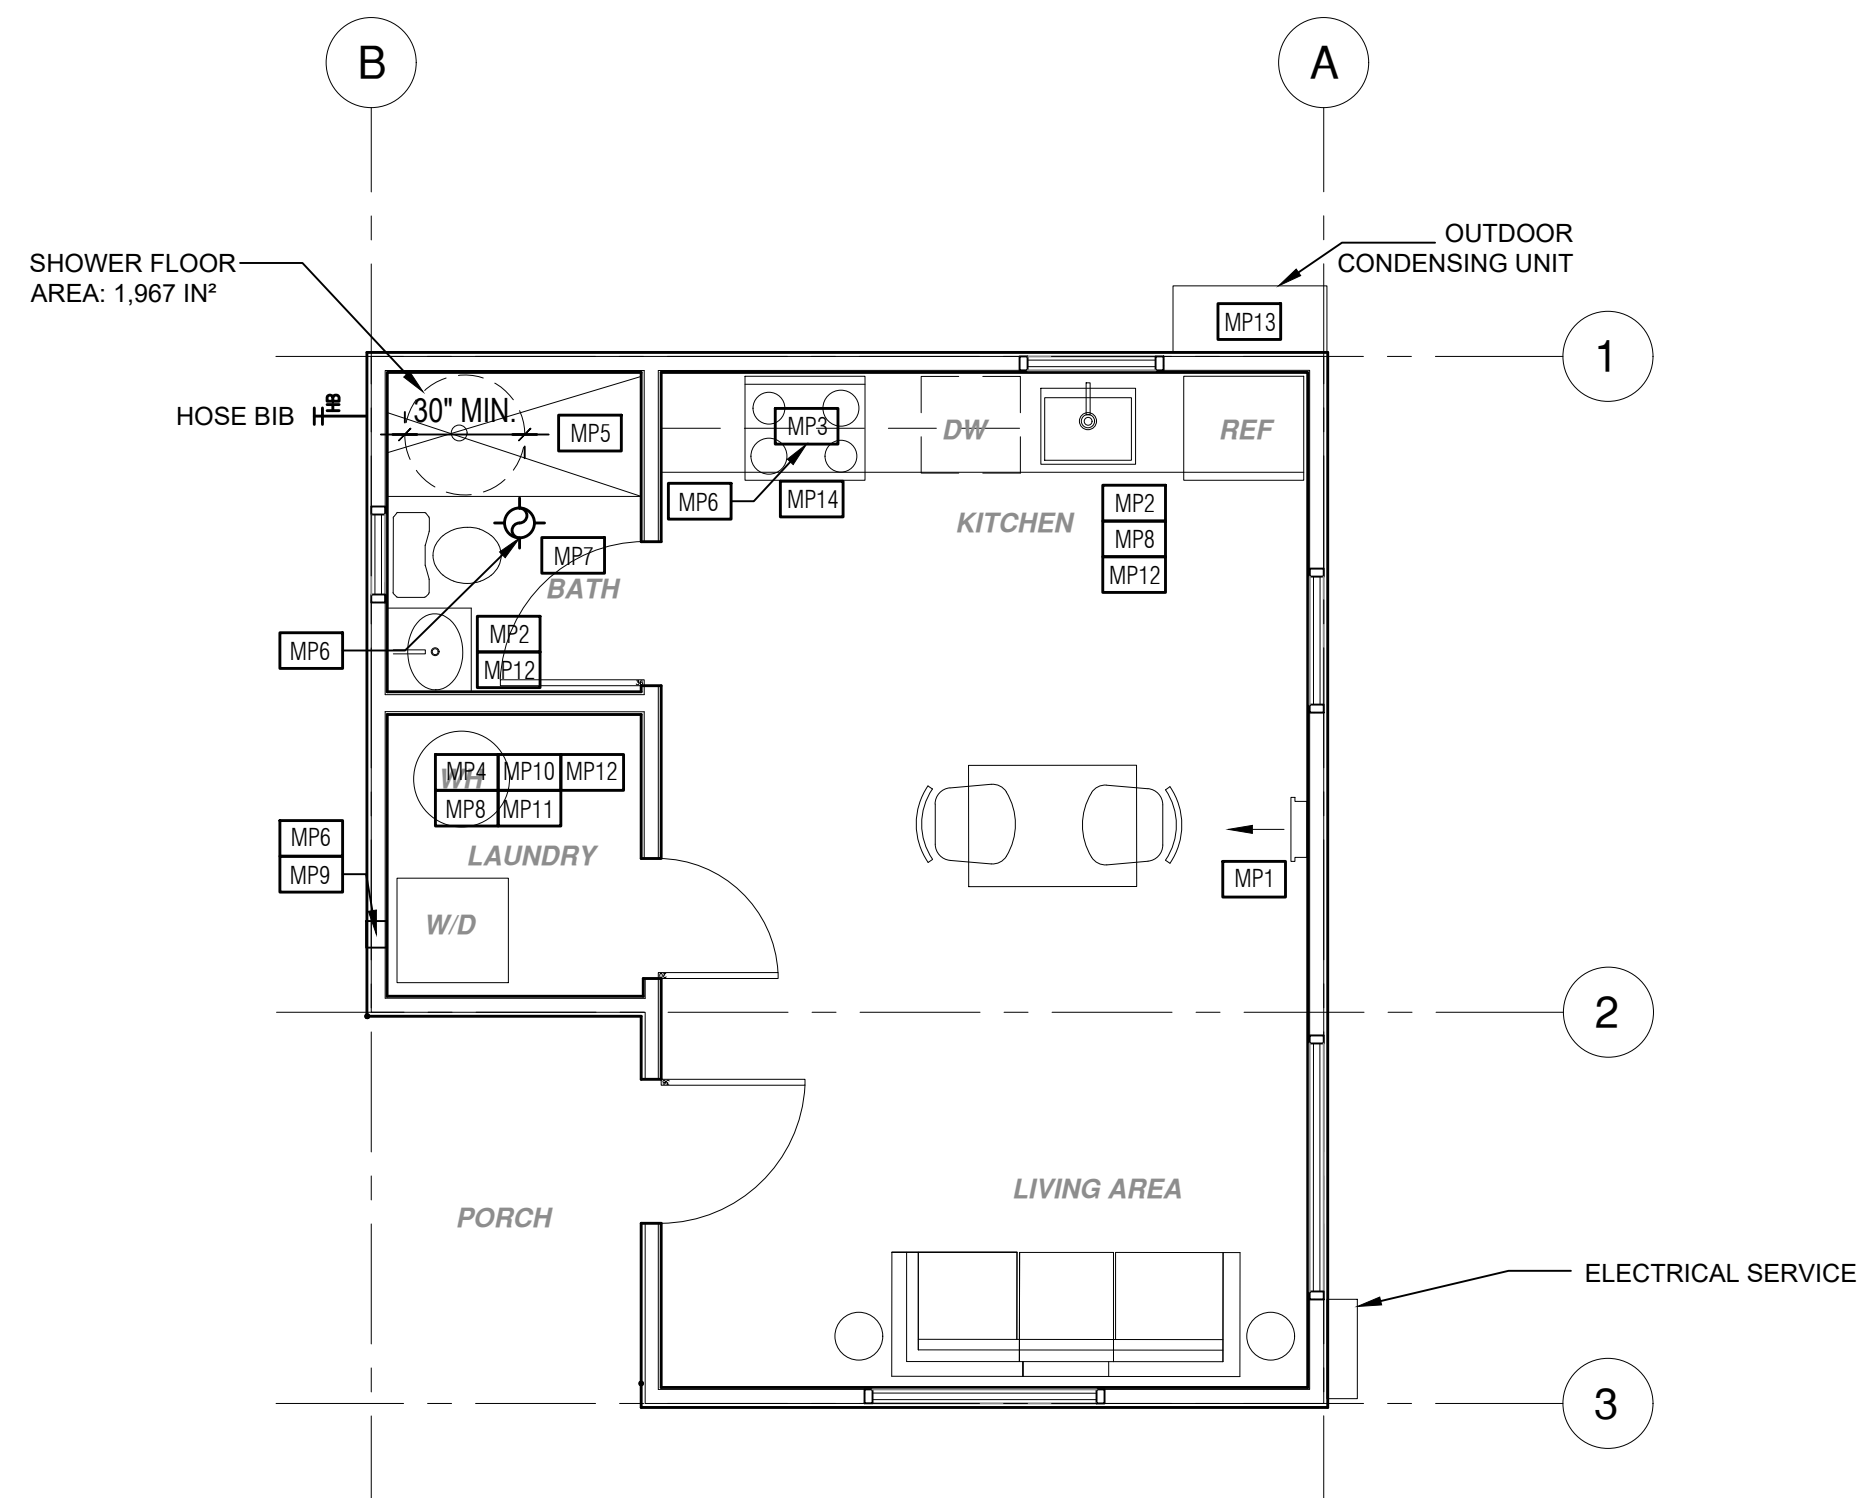 B
A
SHOWER FLOOR
AREA: 1,967 IN²
OUTDOOR
CONDENSING UNIT
MP13
1
HOSE BIB
HB
30" MIN.
MP5
MP3
DW
REF
MP6
MP14
KITCHEN
MP2
MP8
MP12
MP7
BATH
MP6
MP2
MP12
WH
MP4
MP10
MP12
MP8
MP11
MP6
MP9
LAUNDRY
W/D
MP1
2
PORCH
LIVING AREA
ELECTRICAL SERVICE
3